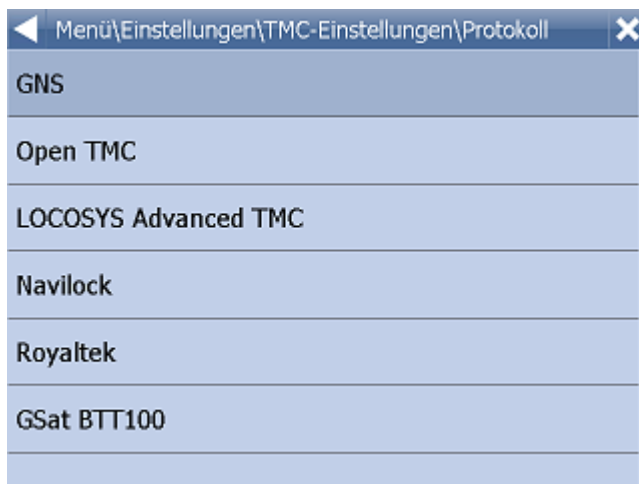 Menü\Einstellungen\TMC-Einstellungen\Protokoll
GNS
Open TMC
LOCOSYS Advanced TMC
Navilock
Royaltek
GSat BTT100